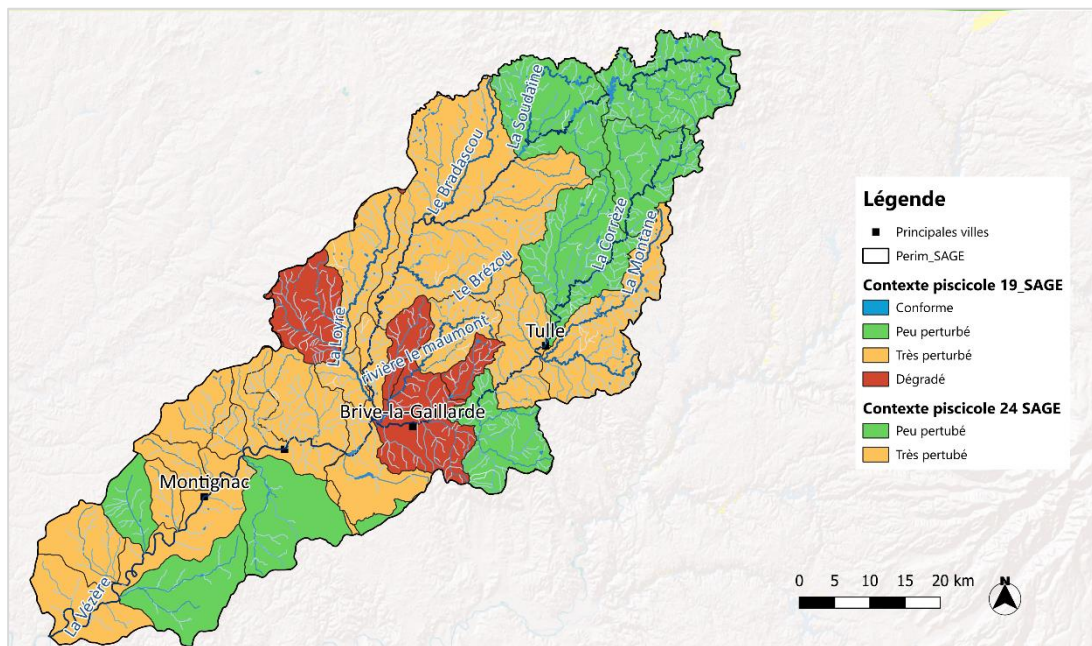 La Soudaine
Le Bradascou
La Corrèze
La Montane
Le Brézou
La Loyre
rivière le maumont
Tulle
Brive-la-Gaillarde
Montignac
La Vézère
Légende
Principales villes
Perim_SAGE
Contexte piscicole 19_SAGE
Conforme
Peu perturbé
Très perturbé
Dégradé
Contexte piscicole 24 SAGE
Peu pertubé
Très pertubé
0 5 10 15 20 km
N